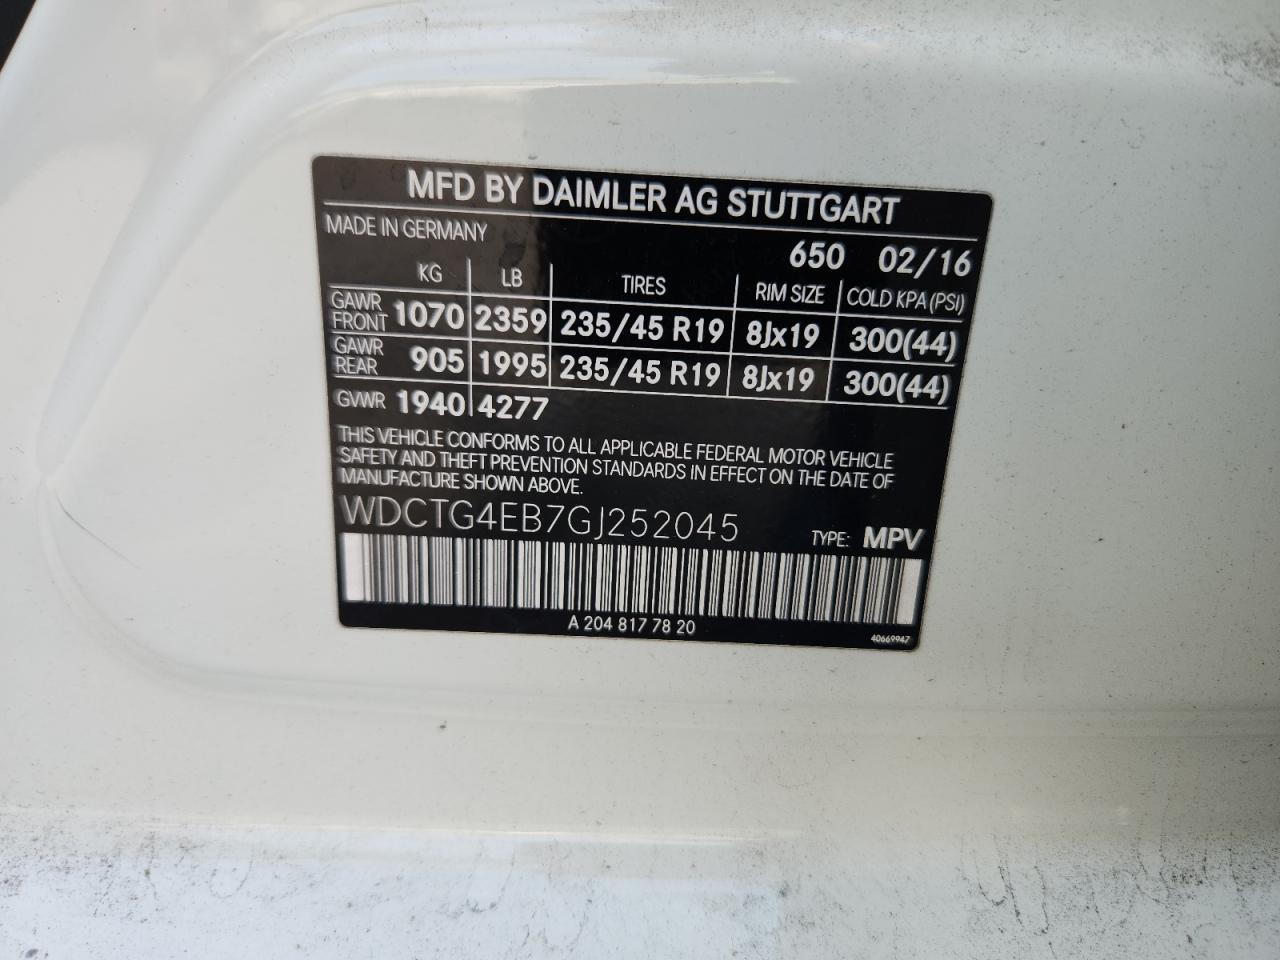 MFD BY DAIMLER AG STUTTGART
MADE IN GERMANY
650 02/16
KG LB TIRES RIM SIZE COLD KPA (PSI)
GAWR FRONT 1070 2359 235/45 R19 8Jx19 300(44)
GAWR REAR 905 1995 235/45 R19 8Jx19 300(44)
GVWR 1940 4277
THIS VEHICLE CONFORMS TO ALL APPLICABLE FEDERAL MOTOR VEHICLE
SAFETY AND THEFT PREVENTION STANDARDS IN EFFECT ON THE DATE OF
MANUFACTURE SHOWN ABOVE.
WDCTG4EB7GJ252045 TYPE: MPV
A 204 817 78 20
40669947